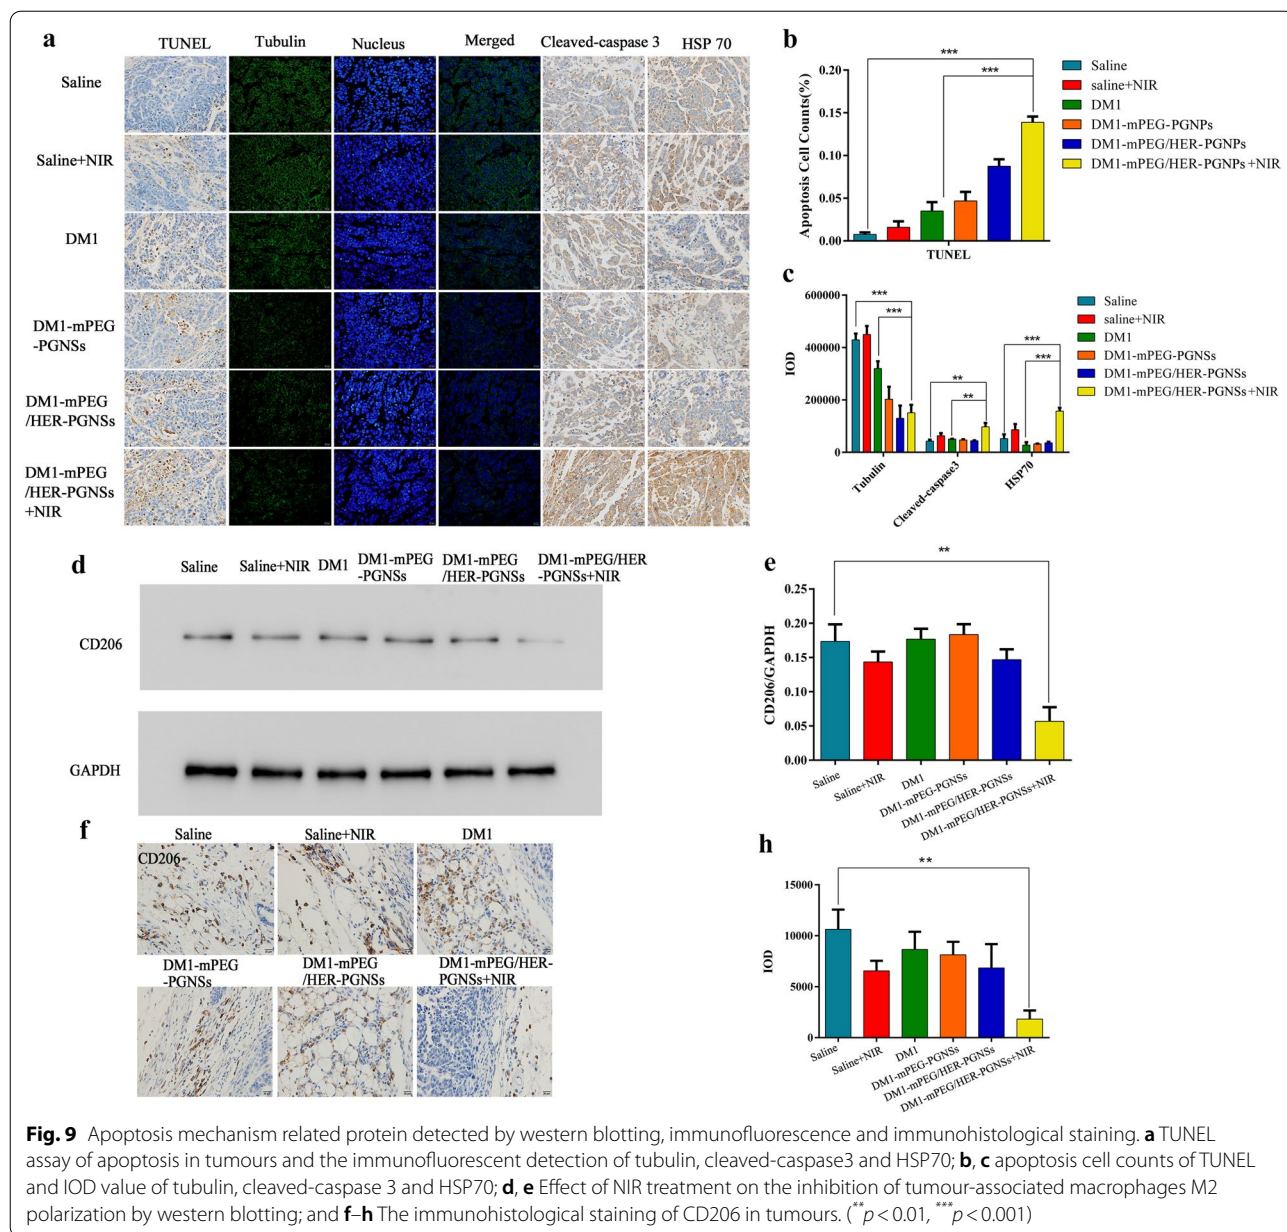 a
TUNEL Tubulin Nucleus Merged Cleaved-caspase 3 HSP 70
Saline
Saline+NIR
DM1
DM1-mPEG
-PGNSs
DM1-mPEG
/HER-PGNSs
DM1-mPEG
/HER-PGNSs
+NIR
b
Apoptosis Cell Counts(%)
0.20
0.15
0.10
0.05
0.00
***
***
TUNEL
Saline
saline+NIR
DM1
DM1-mPEG-PGNPs
DM1-mPEG/HER-PGNPs
DM1-mPEG/HER-PGNPs +NIR
c
IOD
600000
400000
200000
0
***
***
**
**
***
***
Tubulin
Cleaved-caspase3
HSP70
Saline
saline+NIR
DM1
DM1-mPEG-PGNSs
DM1-mPEG/HER-PGNSs
DM1-mPEG/HER-PGNSs +NIR
d
Saline Saline+NIR DM1 DM1-mPEG DM1-mPEG DM1-mPEG/HER
-PGNSs /HER-PGNSs -PGNSs+NIR
CD206
GAPDH
e
CD206/GAPDH
0.25
0.20
0.15
0.10
0.05
0.00
**
Saline
Saline+NIR
DM1
DM1-mPEG-PGNSs
DM1-mPEG/HER-PGNSs
DM1-mPEG/HER-PGNSs+NIR
f
Saline Saline+NIR DM1
CD206
DM1-mPEG DM1-mPEG DM1-mPEG/HER-
-PGNSs /HER-PGNSs PGNSs+NIR
h
IOD
15000
10000
5000
0
**
Saline
Saline+NIR
DM1
DM1-mPEG-PGNSs
DM1-mPEG/HER-PGNSs
DM1-mPEG/HER-PGNSs+NIR
Fig. 9 Apoptosis mechanism related protein detected by western blotting, immunofluorescence and immunohistological staining. a TUNEL
assay of apoptosis in tumours and the immunofluorescent detection of tubulin, cleaved-caspase3 and HSP70; b, c apoptosis cell counts of TUNEL
and IOD value of tubulin, cleaved-caspase 3 and HSP70; d, e Effect of NIR treatment on the inhibition of tumour-associated macrophages M2
polarization by western blotting; and f–h The immunohistological staining of CD206 in tumours. (**p < 0.01, ***p < 0.001)